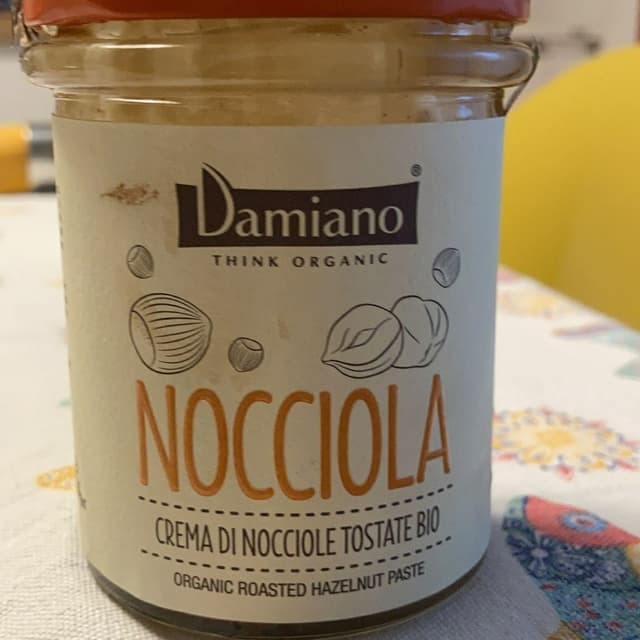 Damiano®
THINK ORGANIC
NOCCIOLA
CREMA DI NOCCIOLE TOSTATE BIO
ORGANIC ROASTED HAZELNUT PASTE